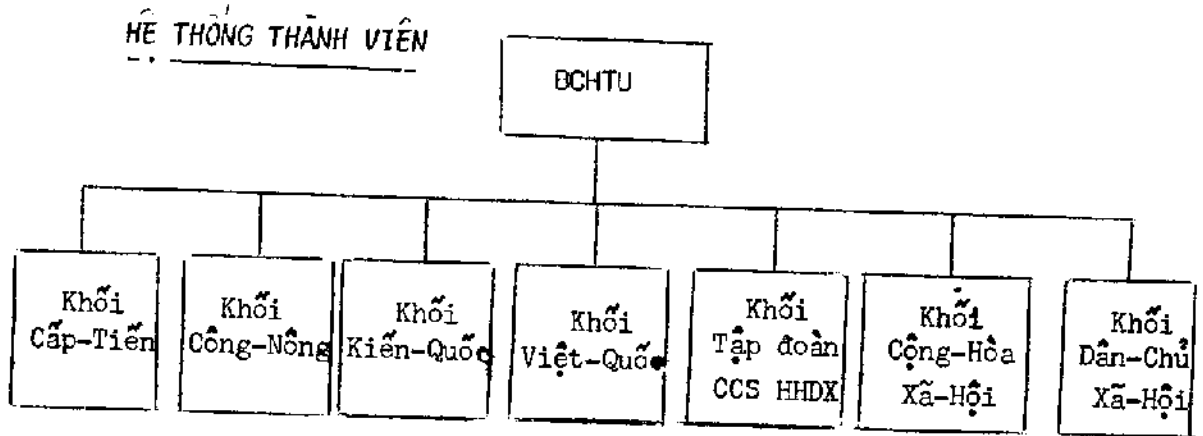 HỆ THỐNG THÀNH VIÊN
BCHTU
Khối
Cấp-Tiến
Khối
Công-Nông
Khối
Kiến-Quốc
Khối
Việt-Quốc
Khối
Tập đoàn
CCS HHDX
Khối
Cộng-Hòa
Xã-Hội
Khối
Dân-Chủ
Xã-Hội